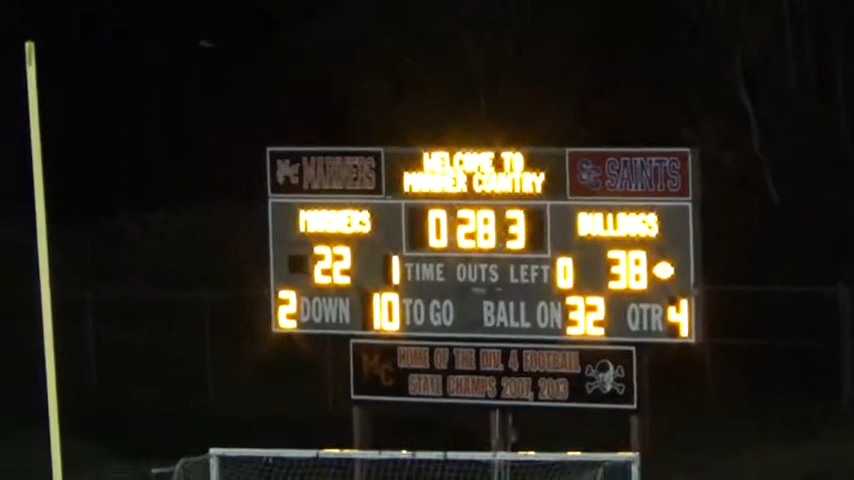 MC MARINERS
WELCOME TO
MARINER COUNTRY
SC SAINTS
MARINERS
0 28 3
BULLDOGS
22
38
1 TIME OUTS LEFT 0
2 DOWN 10 TO GO BALL ON 32 QTR 4
MC
HOME OF THE DIV. 4 FOOTBALL
STATE CHAMPS 2007, 2013